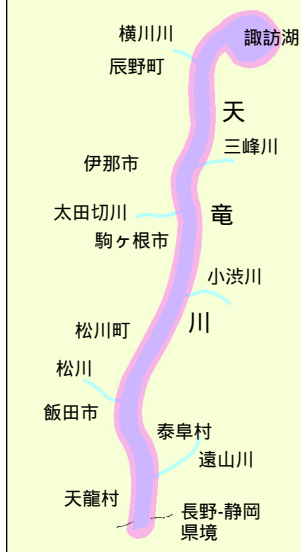 横川川
諏訪湖
辰野町
天
三峰川
伊那市
太田切川
竜
駒ヶ根市
小渋川
川
松川町
松川
飯田市
泰阜村
遠山川
天龍村
長野-静岡
県境